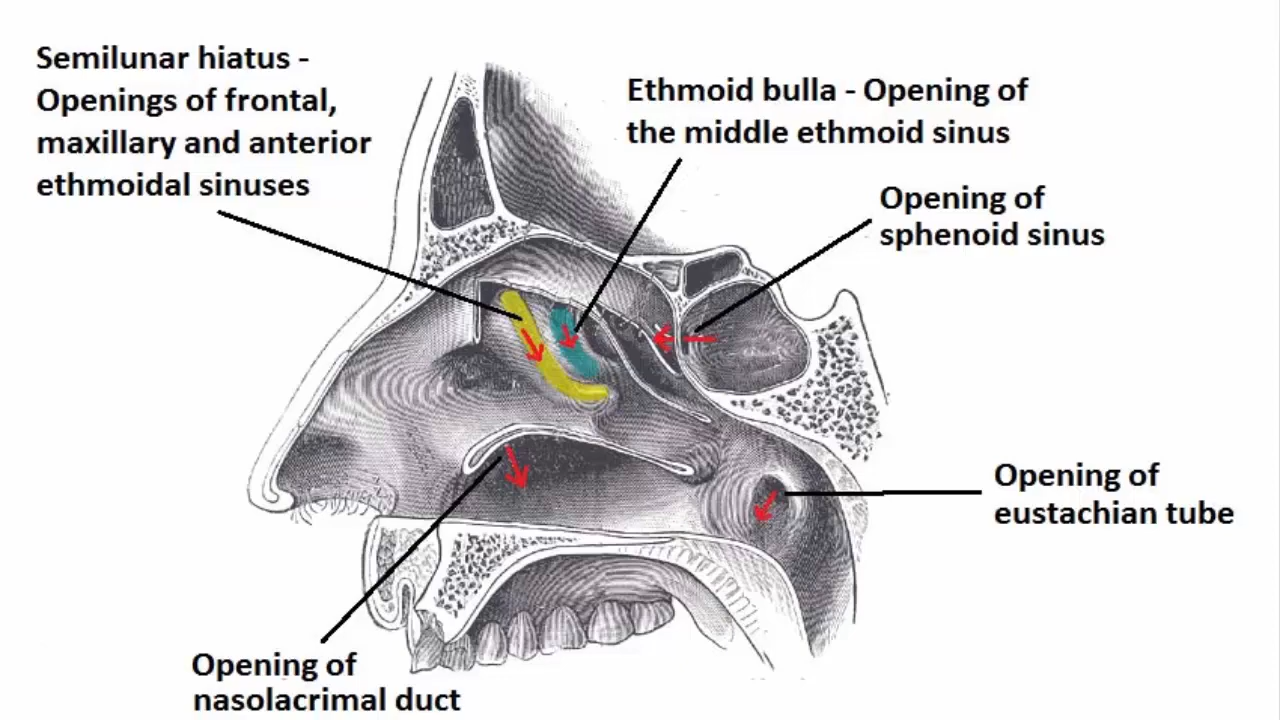 Semilunar hiatus -
Openings of frontal,
maxillary and anterior
ethmoidal sinuses
Ethmoid bulla - Opening of
the middle ethmoid sinus
Opening of
sphenoid sinus
Opening of
eustachian tube
Opening of
nasolacrimal duct